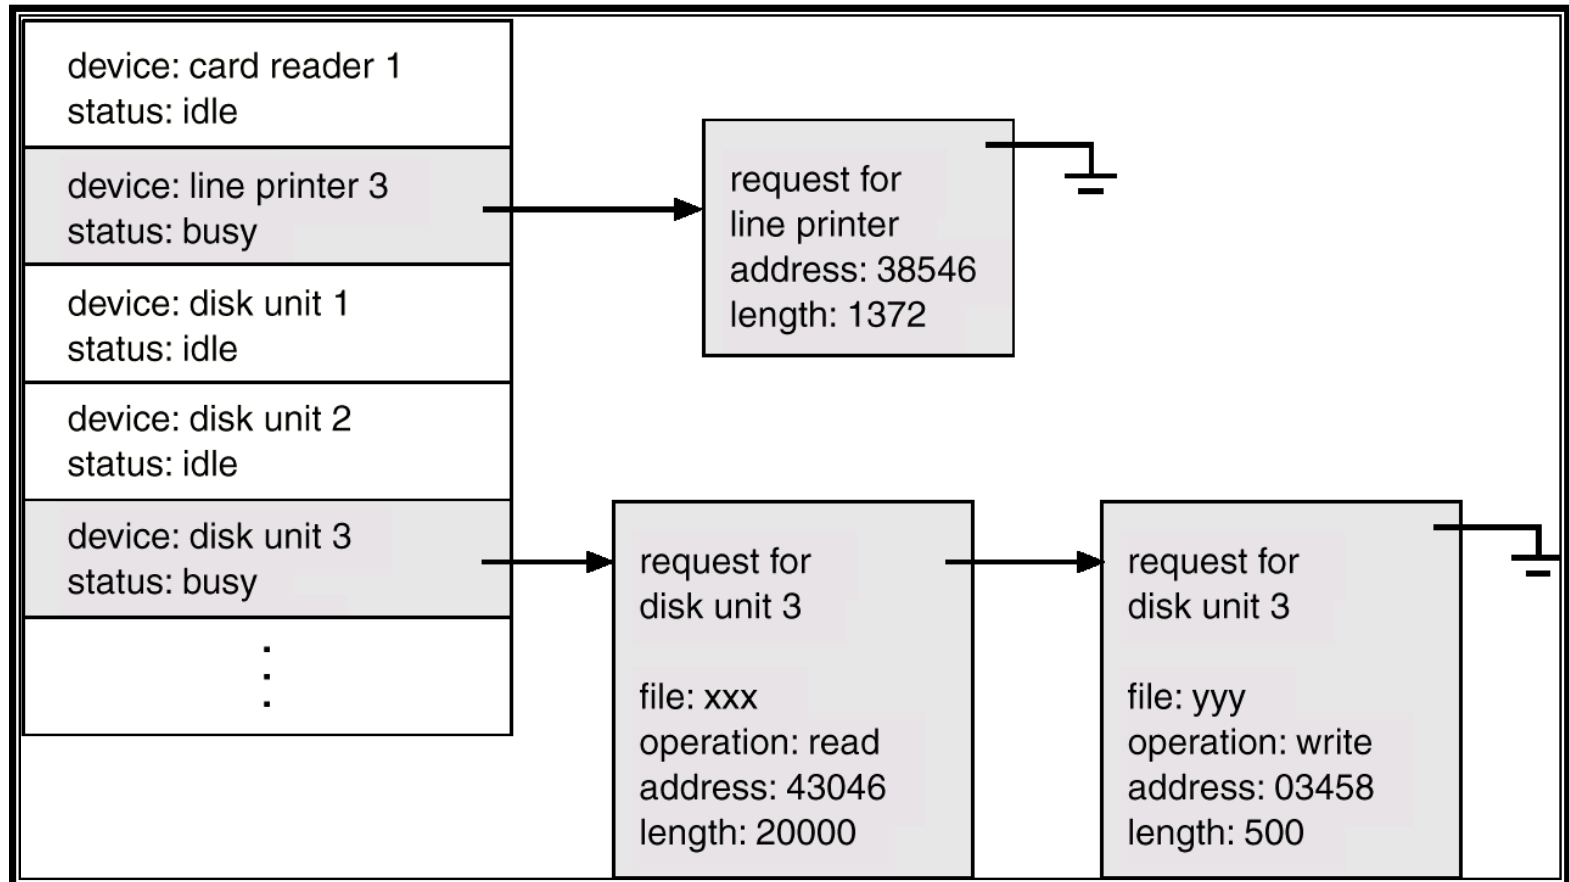 device: card reader 1
status: idle
device: line printer 3
status: busy
device: disk unit 1
status: idle
device: disk unit 2
status: idle
device: disk unit 3
status: busy
request for
line printer
address: 38546
length: 1372
request for
disk unit 3
file: xxx
operation: read
address: 43046
length: 20000
request for
disk unit 3
file: yyy
operation: write
address: 03458
length: 500